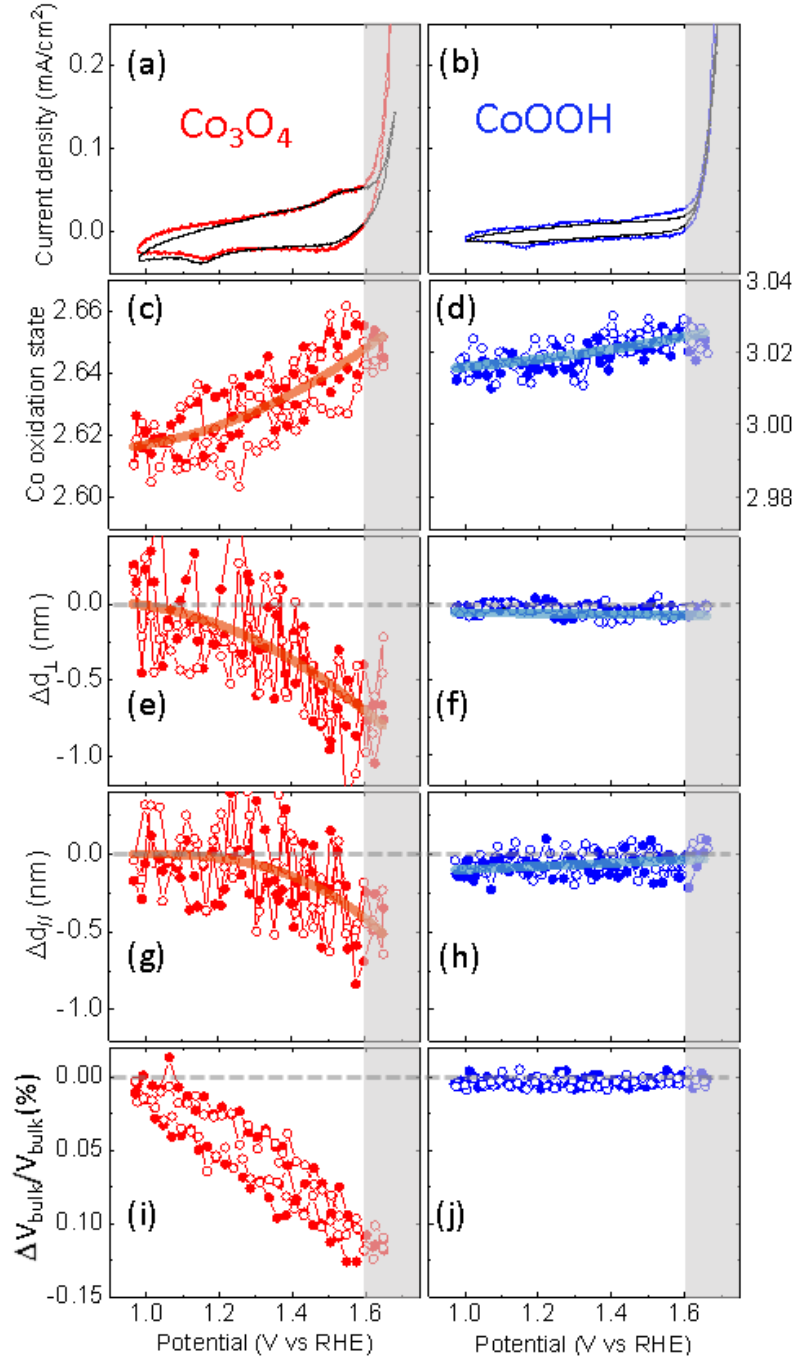 (a)
(b)
Co₃O₄
CoOOH
Current density (mA/cm²)
0.2
0.1
0.0
(c)
(d)
Co oxidation state
2.66
2.64
2.62
2.60
3.04
3.02
3.00
2.98
(e)
(f)
Δd⊥ (nm)
0.0
-0.5
-1.0
(g)
(h)
Δd// (nm)
0.0
-0.5
-1.0
(i)
(j)
ΔVbulk/Vbulk(%)
0.00
0.05
0.10
-0.15
1.0 1.2 1.4 1.6
1.0 1.2 1.4 1.6
Potential (V vs RHE)
Potential (V vs RHE)